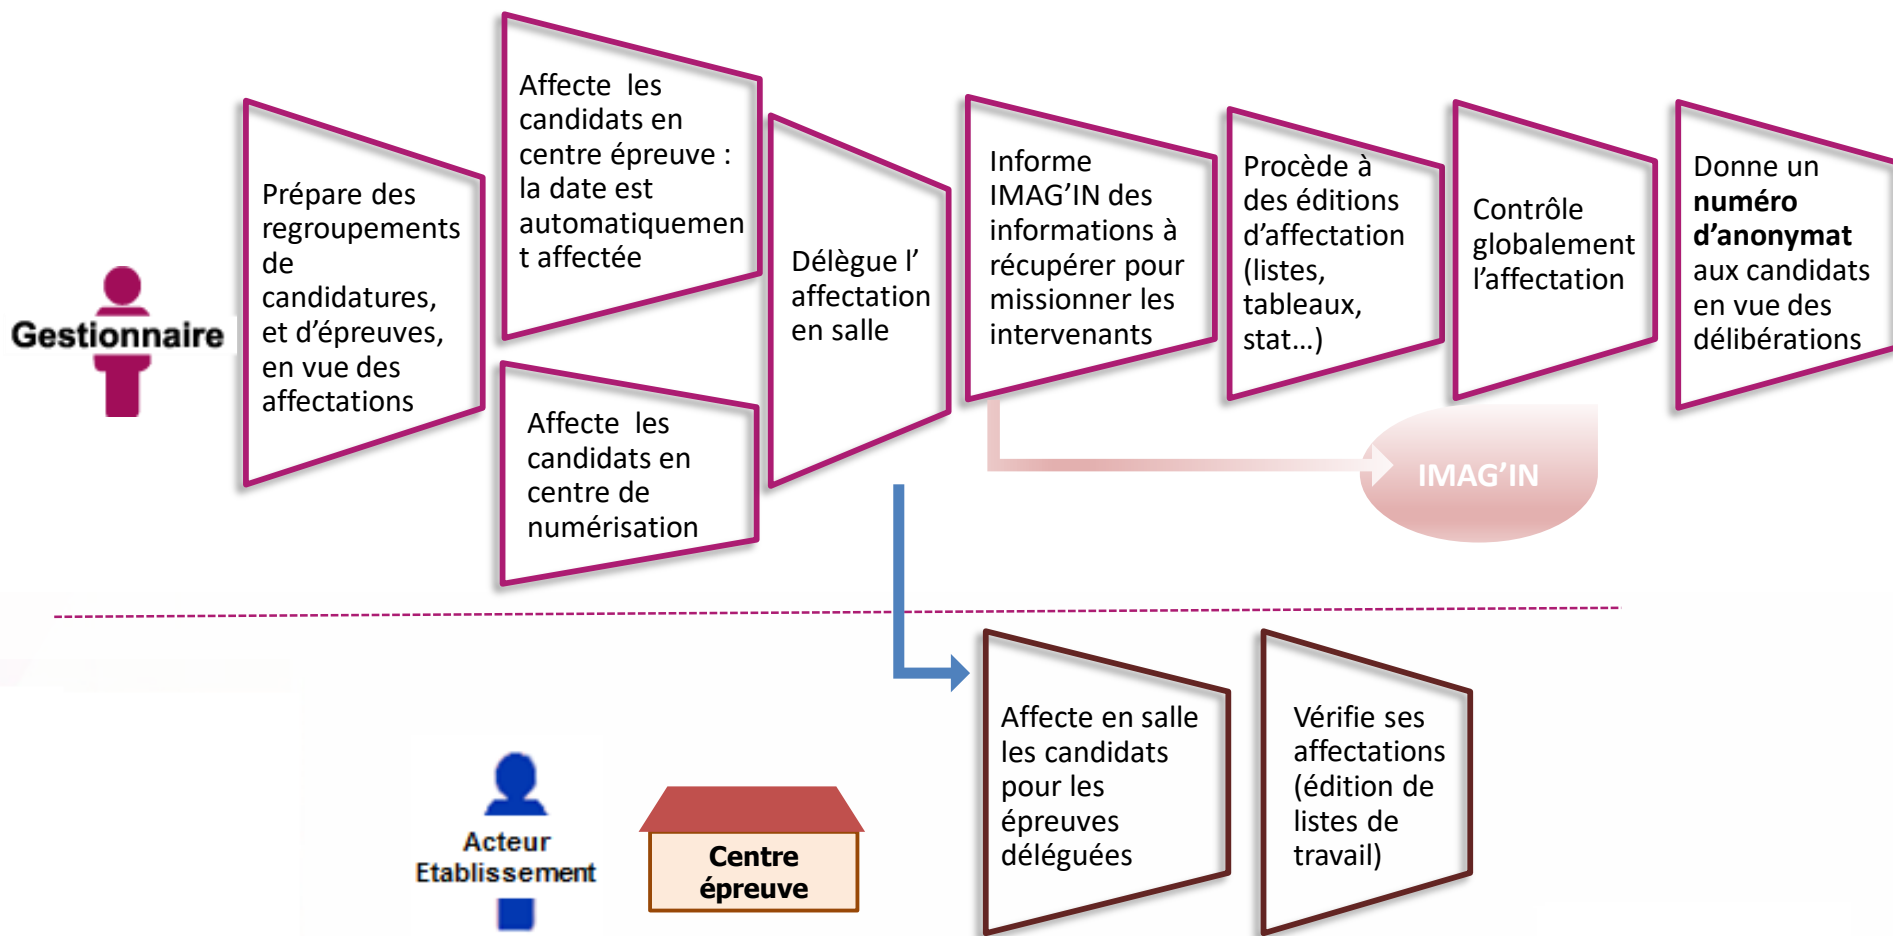 Gestionnaire
Prépare des
regroupements
de
candidatures,
et d’épreuves,
en vue des
affectations
Affecte  les
candidats en
centre épreuve :
la date est
automatiquemen
t affectée
Affecte  les
candidats en
centre de
numérisation
Délègue l’
affectation
en salle
Informe
IMAG’IN des
informations à
récupérer pour
missionner les
intervenants
Procède à
des éditions
d’affectation
(listes,
tableaux,
stat…)
Contrôle
globalement
l’affectation
Donne un
numéro
d’anonymat
aux candidats
en vue des
délibérations
IMAG’IN
Acteur
Etablissement
Centre
épreuve
Affecte en salle
les candidats
pour les
épreuves
déléguées
Vérifie ses
affectations
(édition de
listes de
travail)